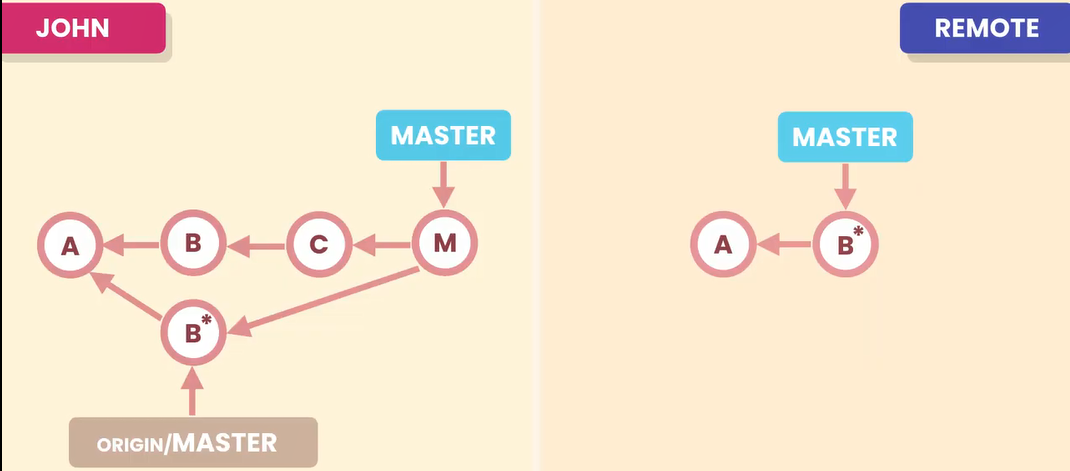 JOHN
MASTER
A
B
C
M
B*
ORIGIN/MASTER
REMOTE
MASTER
A
B*